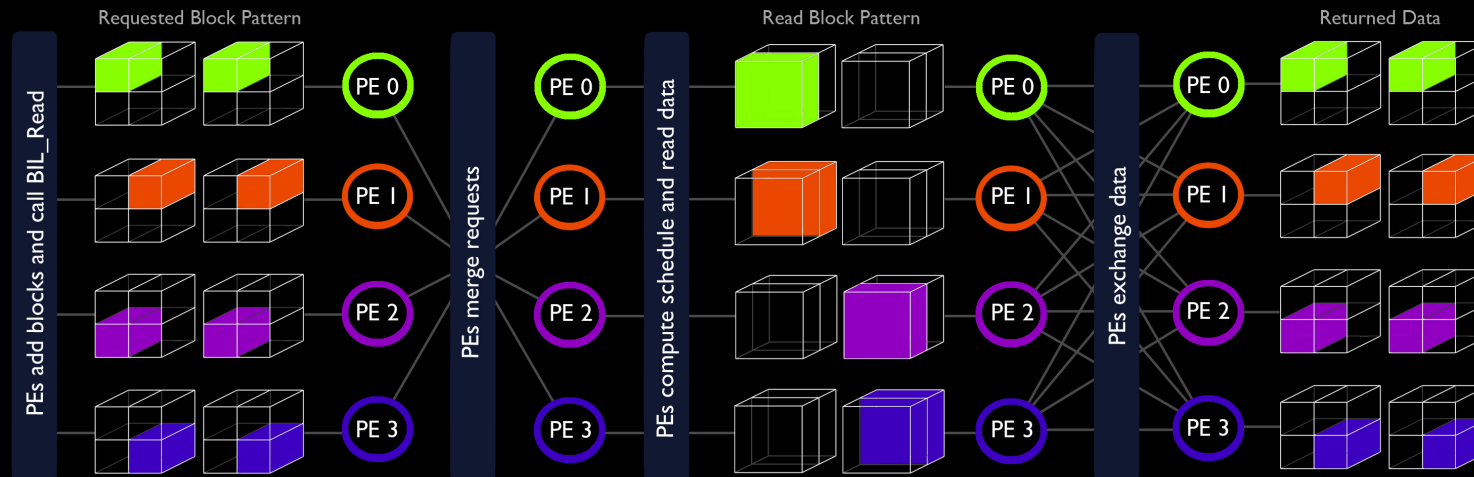 Requested Block Pattern
Read Block Pattern
Returned Data
PEs add blocks and call BIL_Read
PE 0
PE 1
PE 2
PE 3
PEs merge requests
PE 0
PE 1
PE 2
PE 3
PEs compute schedule and read data
PE 0
PE 1
PE 2
PE 3
PEs exchange data
PE 0
PE 1
PE 2
PE 3